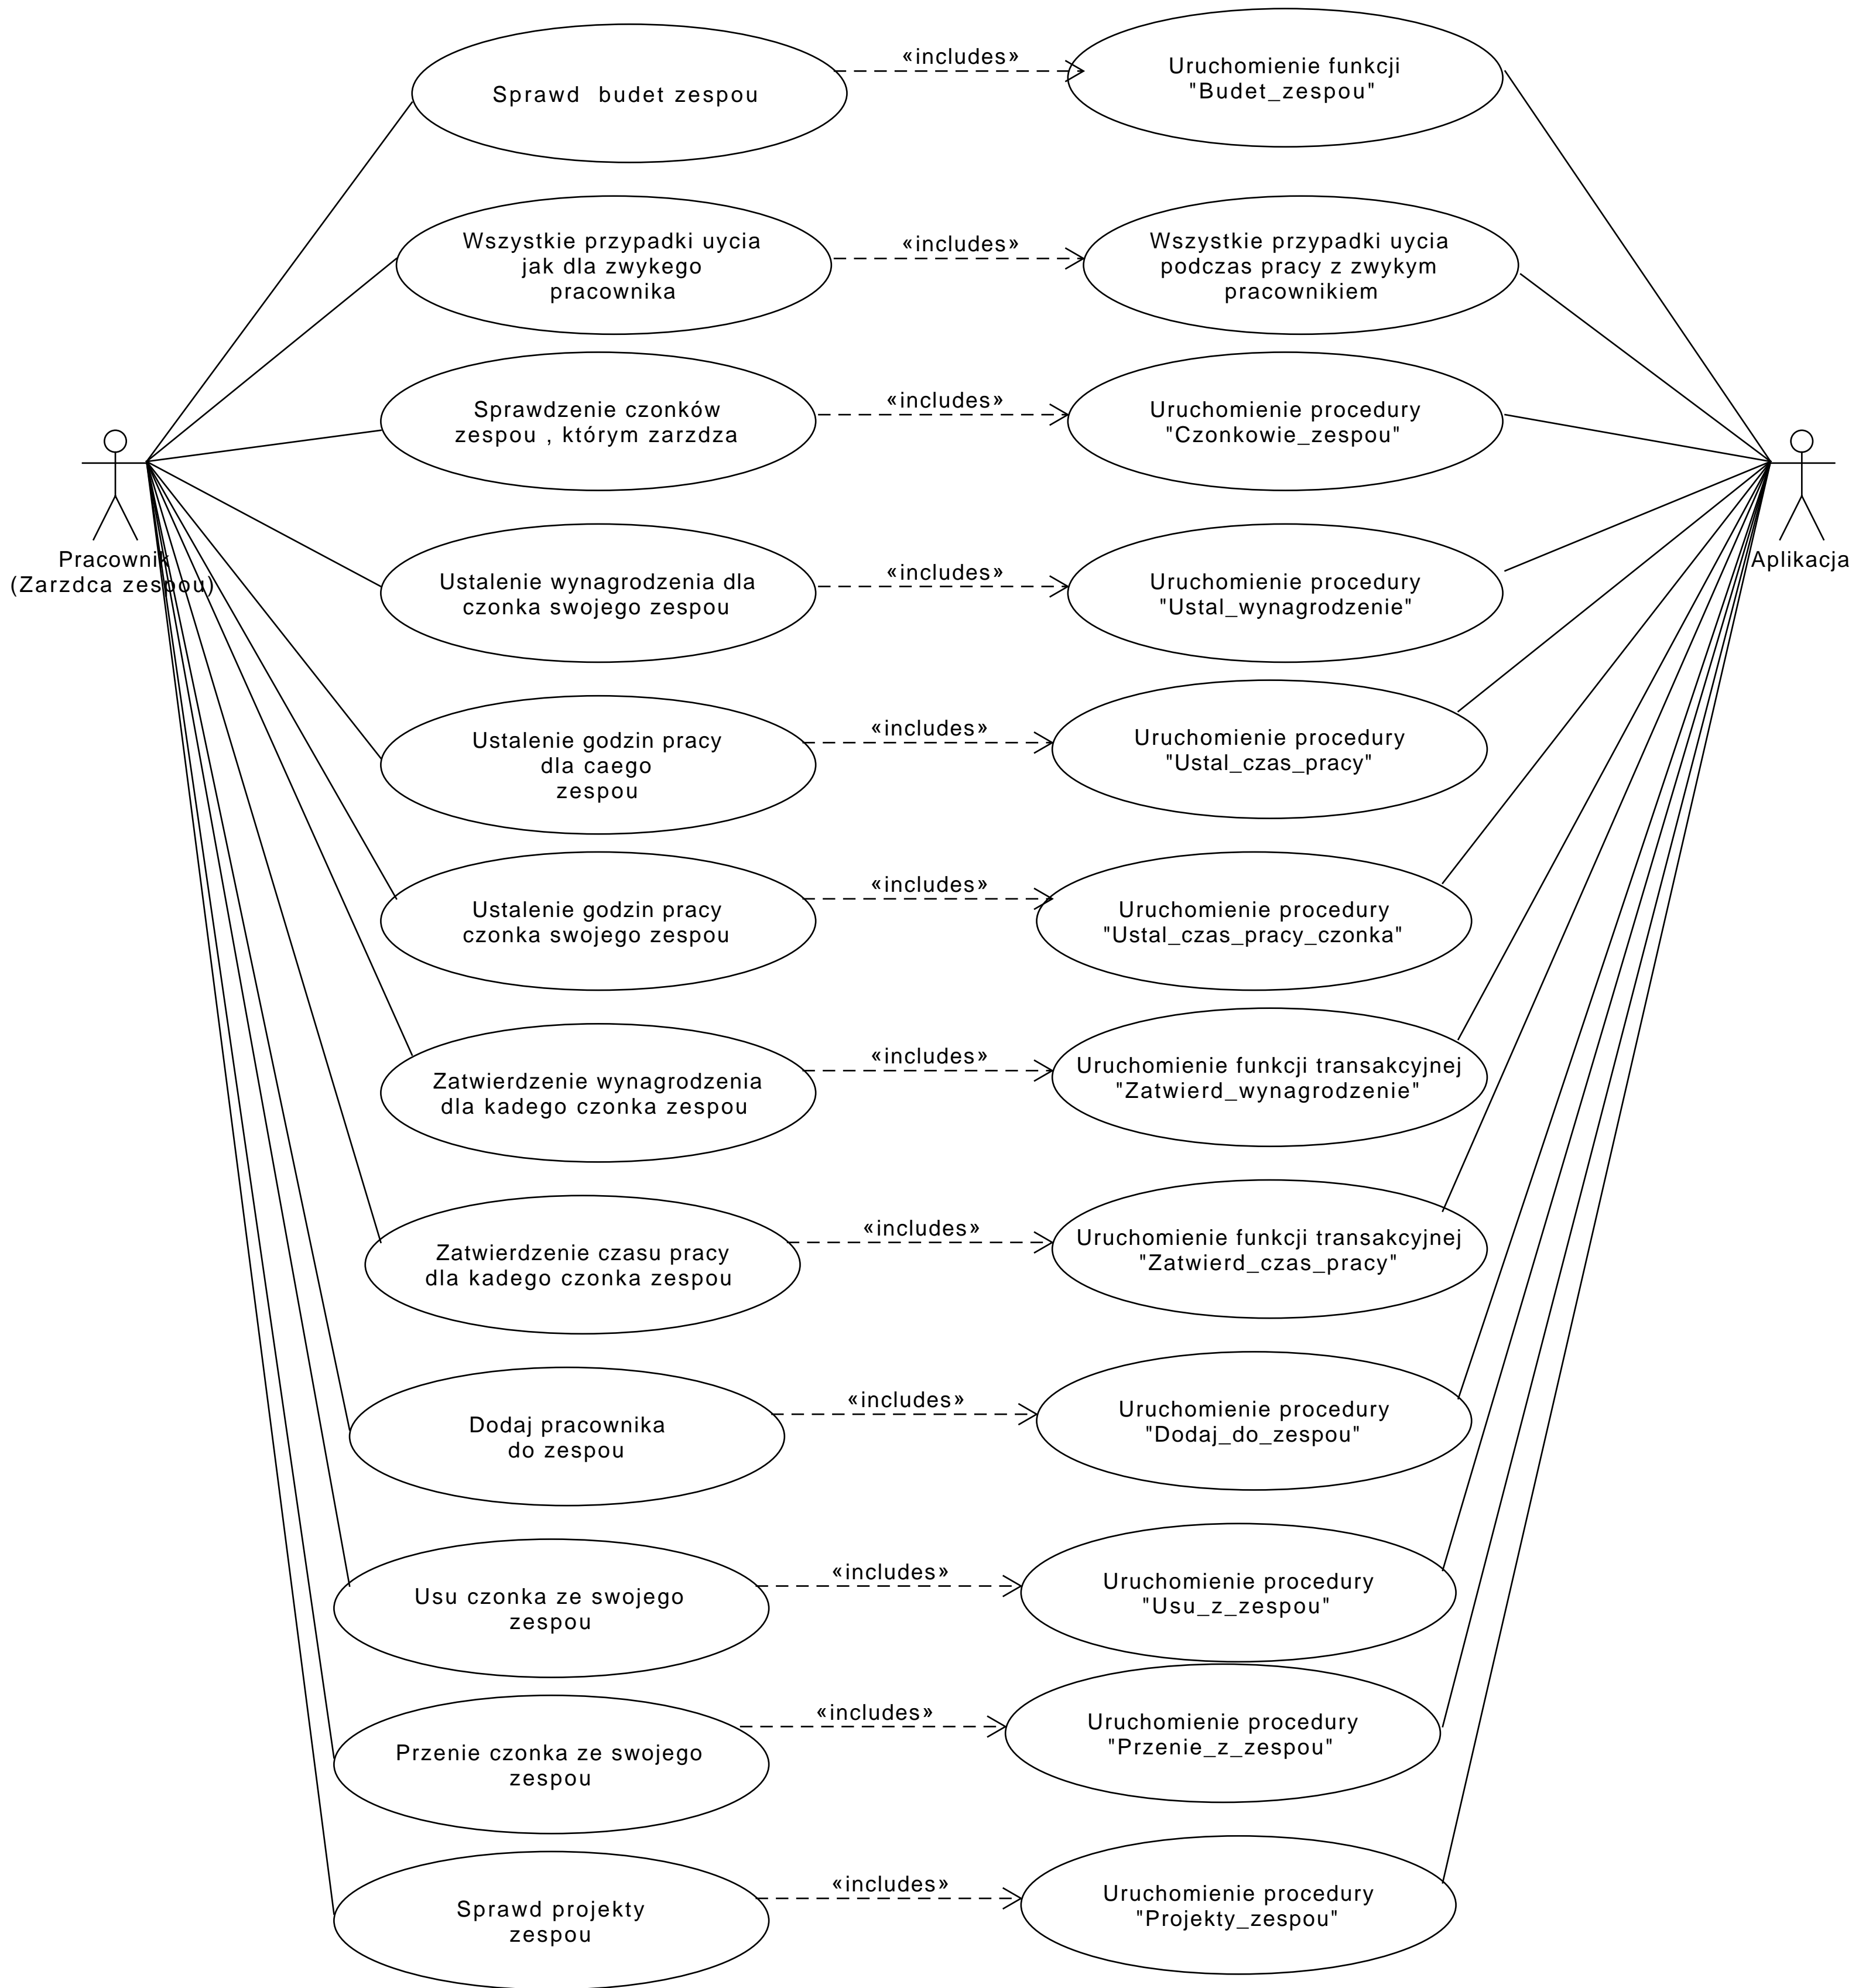 Sprawd  budet zespou
«includes»
Uruchomienie funkcji
"Budet_zespou"
Wszystkie przypadki uycia
jak dla zwykego
pracownika
«includes»
Wszystkie przypadki uycia
podczas pracy z zwykym
pracownikiem
Sprawdzenie czonków
zespou , którym zarzdza
«includes»
Uruchomienie procedury
"Czonkowie_zespou"
Pracownik
(Zarzdca zespou)
Aplikacja
Ustalenie wynagrodzenia dla
czonka swojego zespou
«includes»
Uruchomienie procedury
"Ustal_wynagrodzenie"
Ustalenie godzin pracy
dla caego
zespou
«includes»
Uruchomienie procedury
"Ustal_czas_pracy"
Ustalenie godzin pracy
czonka swojego zespou
«includes»
Uruchomienie procedury
"Ustal_czas_pracy_czonka"
Zatwierdzenie wynagrodzenia
dla kadego czonka zespou
«includes»
Uruchomienie funkcji transakcyjnej
"Zatwierd_wynagrodzenie"
Zatwierdzenie czasu pracy
dla kadego czonka zespou
«includes»
Uruchomienie funkcji transakcyjnej
"Zatwierd_czas_pracy"
Dodaj pracownika
do zespou
«includes»
Uruchomienie procedury
"Dodaj_do_zespou"
Usu czonka ze swojego
zespou
«includes»
Uruchomienie procedury
"Usu_z_zespou"
Przenie czonka ze swojego
zespou
«includes»
Uruchomienie procedury
"Przenie_z_zespou"
Sprawd projekty
zespou
«includes»
Uruchomienie procedury
"Projekty_zespou"